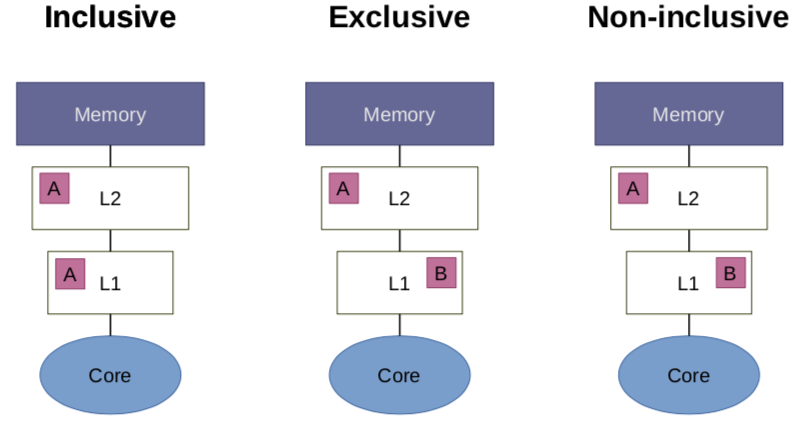 Inclusive
Exclusive
Non-inclusive
Memory
Memory
Memory
A
L2
A
L2
A
L2
A
L1
L1
B
L1
B
Core
Core
Core